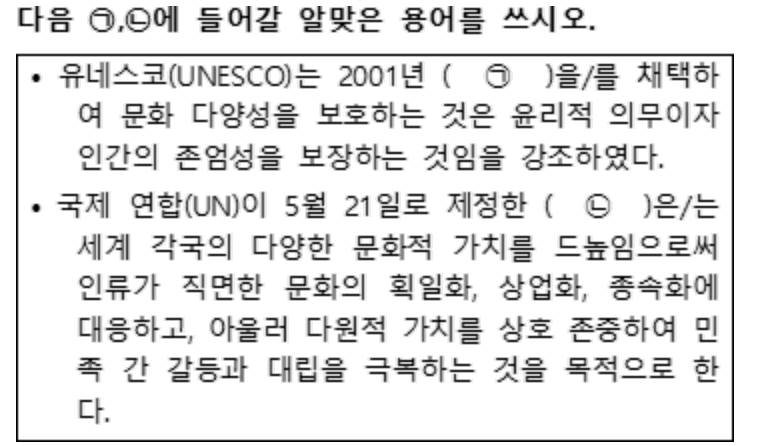 다음 ㉠,㉡에 들어갈 알맞은 용어를 쓰시오.
• 유네스코(UNESCO)는 2001년 ( ㉠ )을/를 채택하
여 문화 다양성을 보호하는 것은 윤리적 의무이자
인간의 존엄성을 보장하는 것임을 강조하였다.
• 국제 연합(UN)이 5월 21일로 제정한 ( ㉡ )은/는
세계 각국의 다양한 문화적 가치를 드높임으로써
인류가 직면한 문화의 획일화, 상업화, 종속화에
대응하고, 아울러 다원적 가치를 상호 존중하여 민
족 간 갈등과 대립을 극복하는 것을 목적으로 한
다.